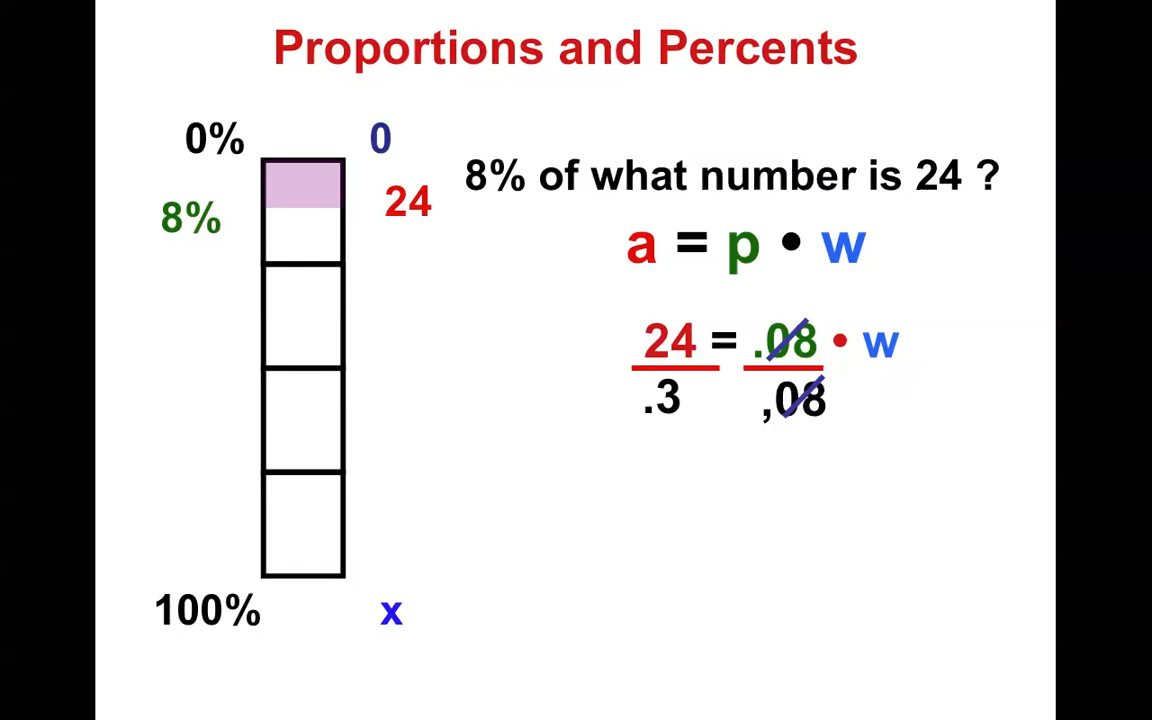 Proportions and Percents
0%
0
8% of what number is 24 ?
8%
24
a = p • w
24 = .08 • w
.3 ,08
100%
x